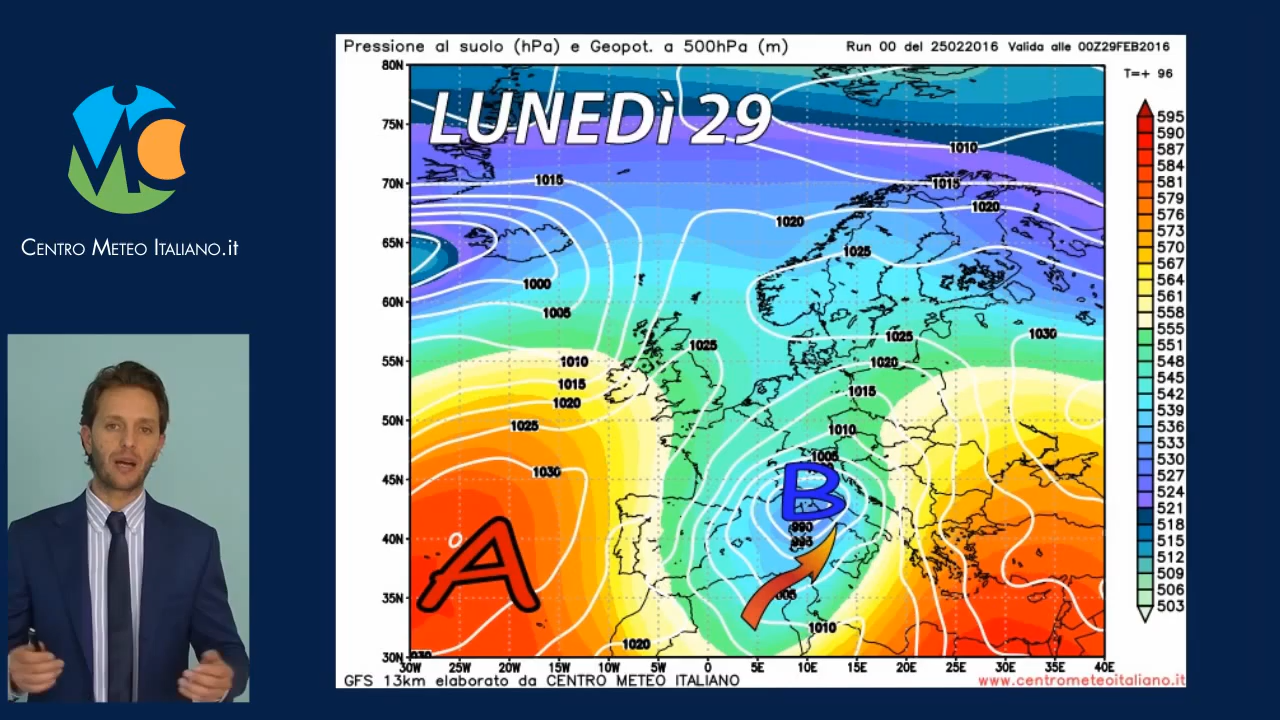 Pressione al suolo (hPa) e Geopot. a 500hPa (m)
Run 00 del 25022016 Valida alle 00Z29FEB2016
T=+ 96
LUNEDÌ 29
CENTRO METEO ITALIANO.it
80N
75N
70N
65N
60N
55N
50N
45N
40N
35N
30N
1010
1015
1015
1020
1020
1025
1000
1005
1030
1025
1025
1020
1010
1015
1015
1020
1025
1010
1005
1030
B
990
995
A
1005
1010
1020
1030
30W 25W 20W 15W 10W 5W 0 5E 10E 15E 20E 25E 30E 35E 40E
595
590
587
584
581
579
576
573
570
567
564
561
558
555
551
548
545
542
539
536
533
530
527
524
521
518
515
512
509
506
503
GFS 13km elaborato da CENTRO METEO ITALIANO
www.centrometeoitaliano.it